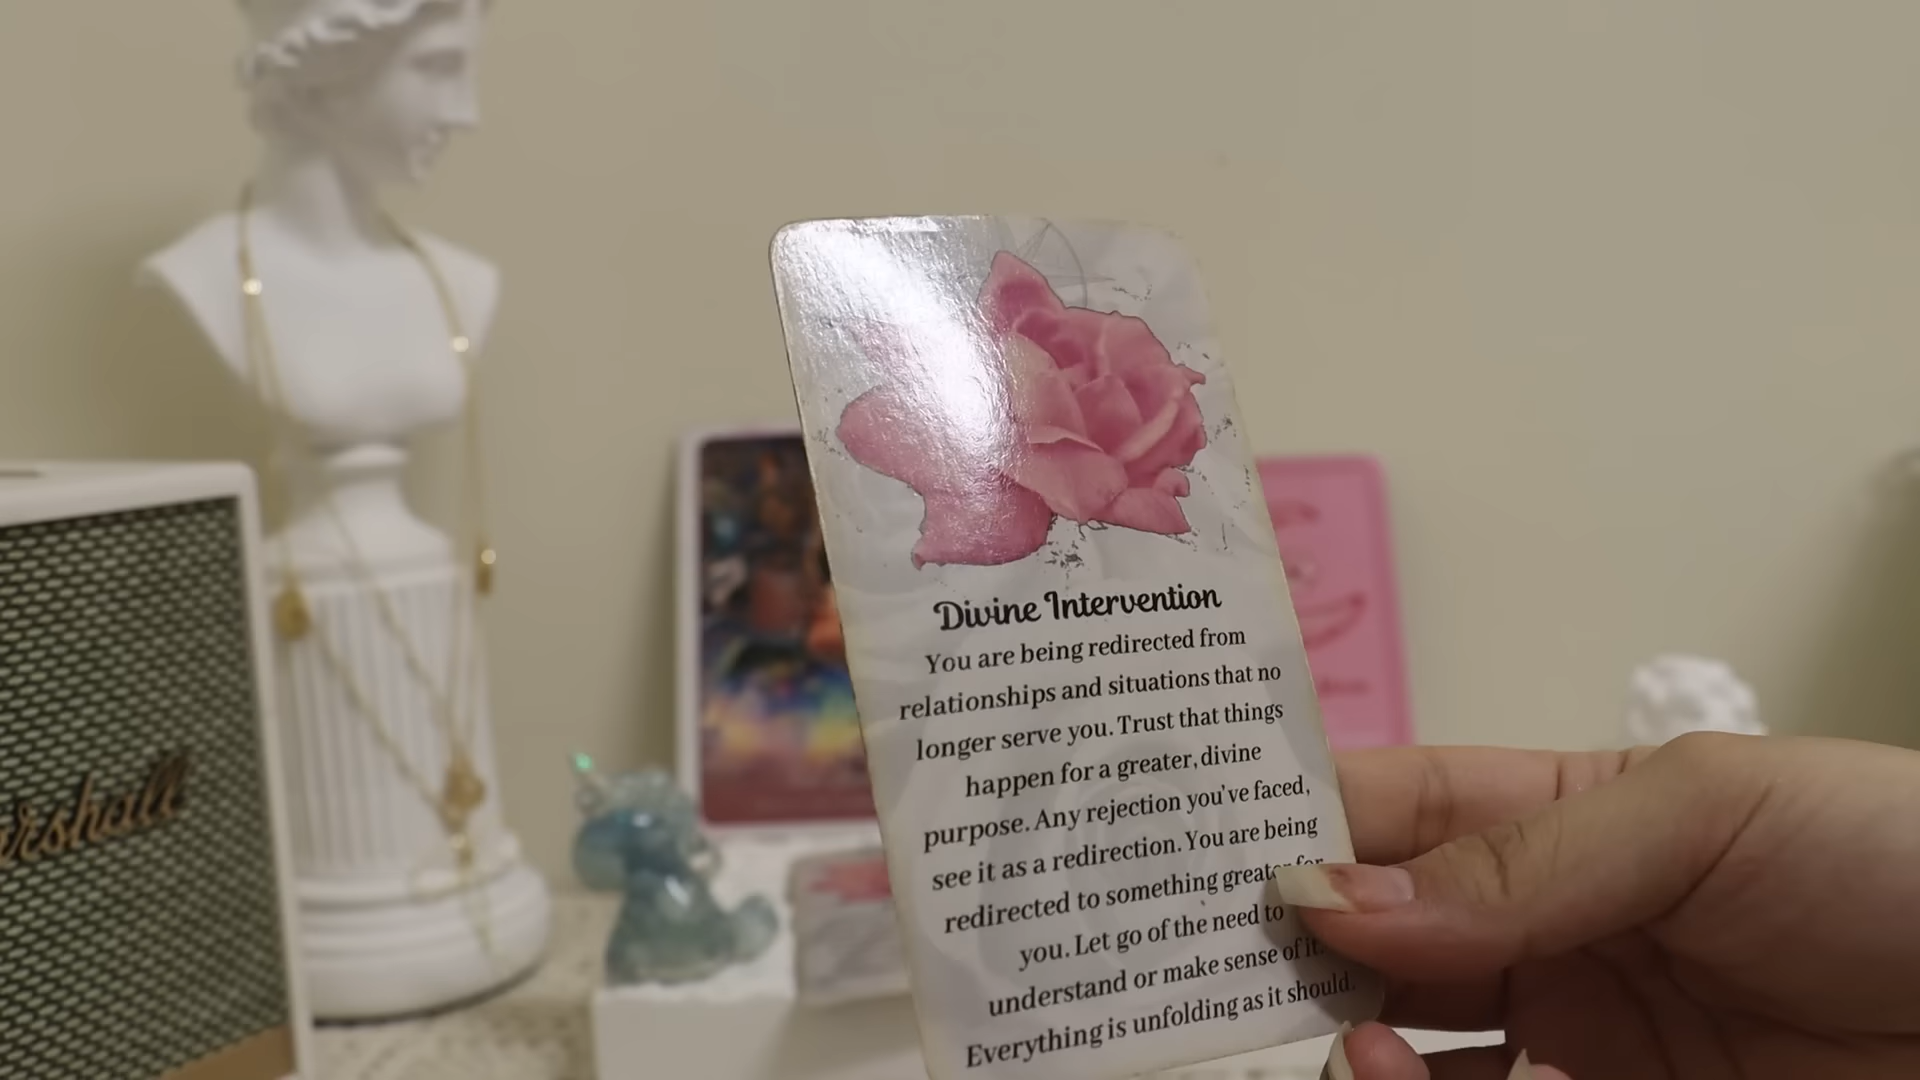 Marshall
Divine Intervention
You are being redirected from
relationships and situations that no
longer serve you. Trust that things
happen for a greater, divine
purpose. Any rejection you've faced,
see it as a redirection. You are being
redirected to something greater for
you. Let go of the need to
understand or make sense of it.
Everything is unfolding as it should.